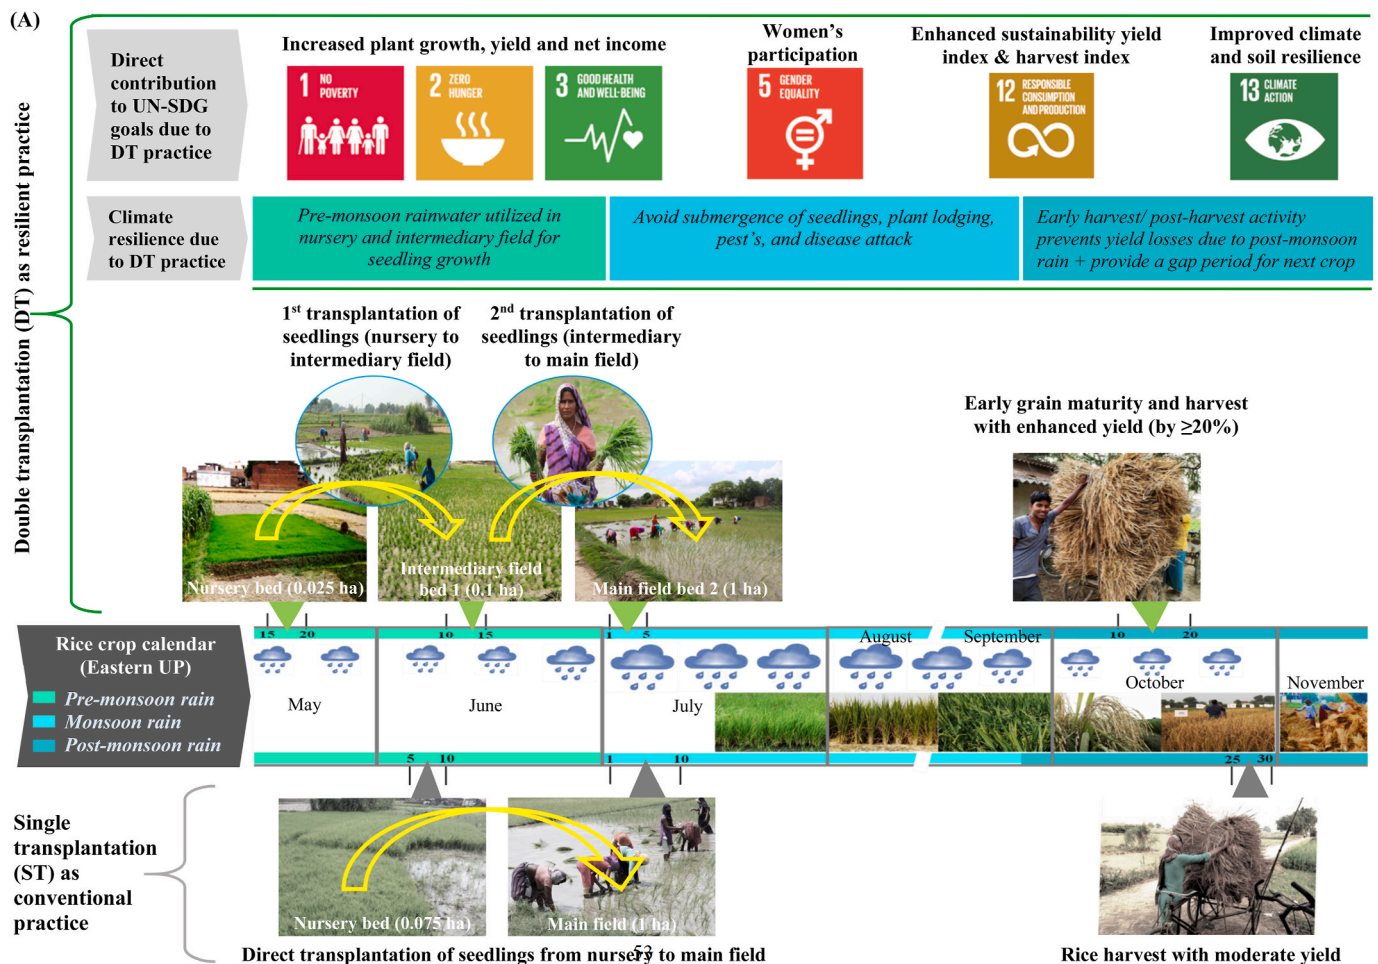 (A)
Double transplantation (DT) as resilient practice
Direct
contribution
to UN-SDG
goals due to
DT practice
Increased plant growth, yield and net income
Women's
participation
Enhanced sustainability yield
index & harvest index
Improved climate
and soil resilience
1 NO
POVERTY
2 ZERO
HUNGER
3 GOOD HEALTH
AND WELL-BEING
5 GENDER
EQUALITY
12 RESPONSIBLE
CONSUMPTION
AND PRODUCTION
13 CLIMATE
ACTION
Climate
resilience due
to DT practice
Pre-monsoon rainwater utilized in
nursery and intermediary field for
seedling growth
Avoid submergence of seedlings, plant lodging,
pest's, and disease attack
Early harvest/ post-harvest activity
prevents yield losses due to post-monsoon
rain + provide a gap period for next crop
1st transplantation of
seedlings (nursery to
intermediary field)
2nd transplantation of
seedlings (intermediary
to main field)
Early grain maturity and harvest
with enhanced yield (by ≥20%)
Nursery bed (0.025 ha)
Intermediary field
bed 1 (0.1 ha)
Main field bed 2 (1 ha)
Rice crop calendar
(Eastern UP)
Pre-monsoon rain
Monsoon rain
Post-monsoon rain
15 20 10 15 1 5 10 20
May
June
July
August
September
October
November
5 10 1 10 25 30
Single
transplantation
(ST) as
conventional
practice
Nursery bed (0.075 ha)
Main field (1 ha)
Direct transplantation of seedlings from nursery to main field
53
Rice harvest with moderate yield